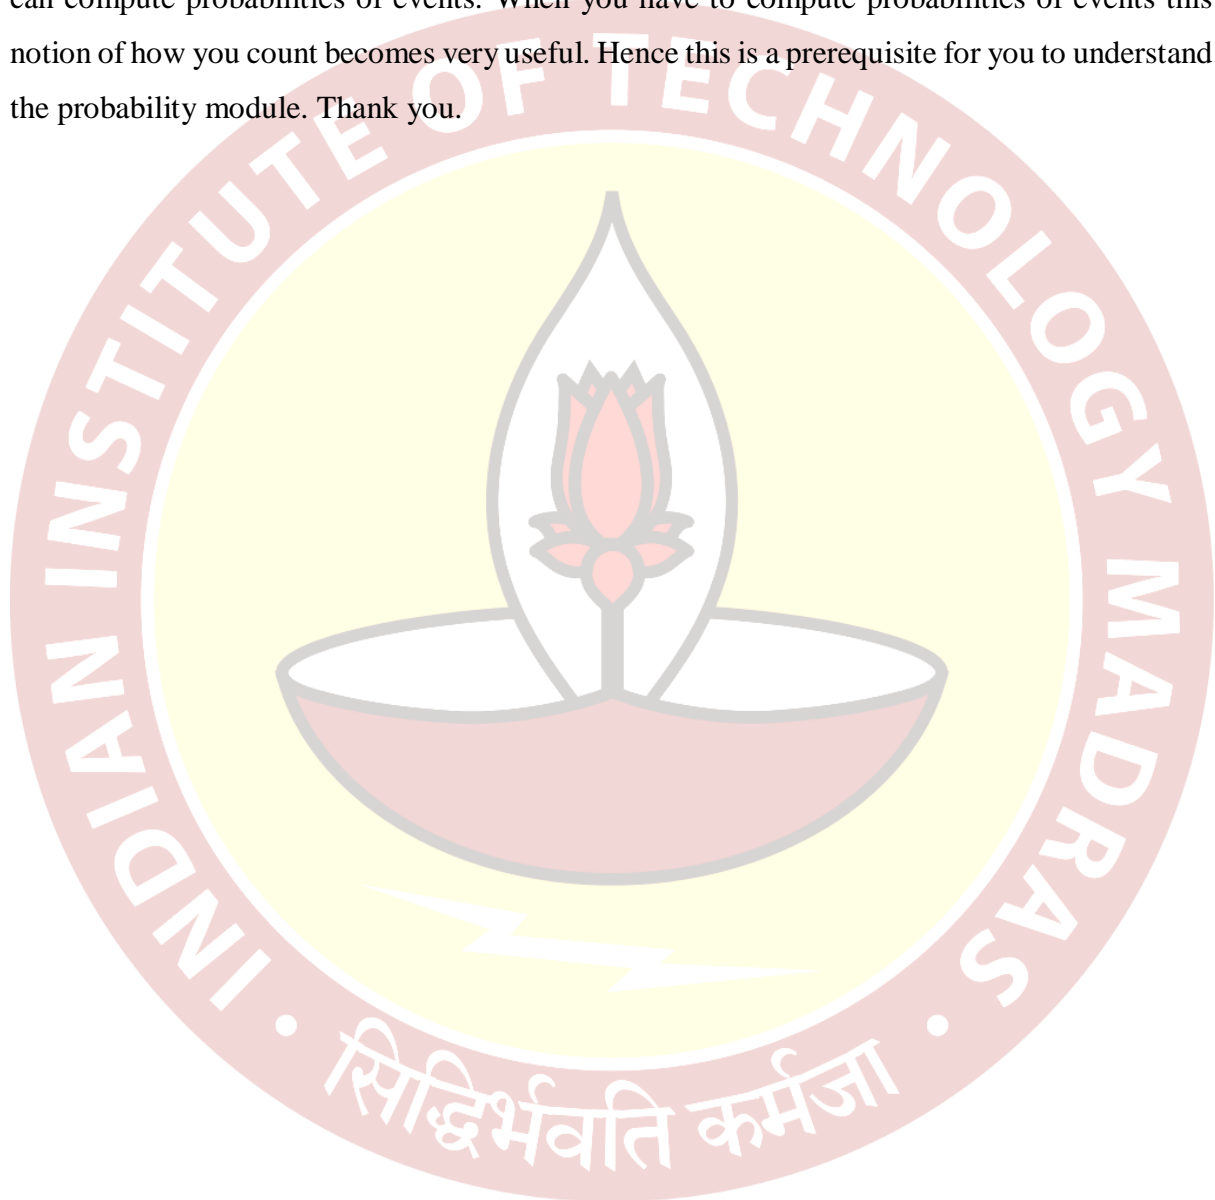 can compute probabilities of events. When you have to compute probabilities of events this
notion of how you count becomes very useful. Hence this is a prerequisite for you to understand
the probability module. Thank you.
INDIAN INSTITUTE OF TECHNOLOGY MADRAS
सिद्धिर्भवति कर्मजा